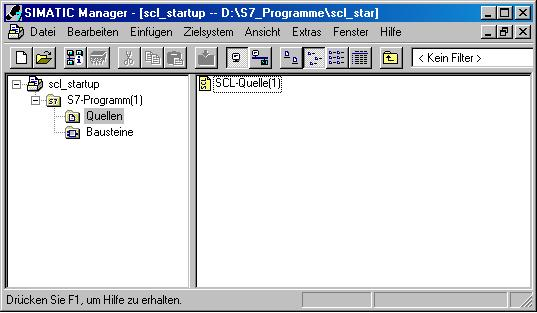 SIMATIC Manager - [scl_startup -- D:\S7_Programme\scl_star]
Datei Bearbeiten Einfügen Zielsystem Ansicht Extras Fenster Hilfe
< Kein Filter >
scl_startup
S7-Programm(1)
Quellen
Bausteine
SCL-Quelle(1)
Drücken Sie F1, um Hilfe zu erhalten.